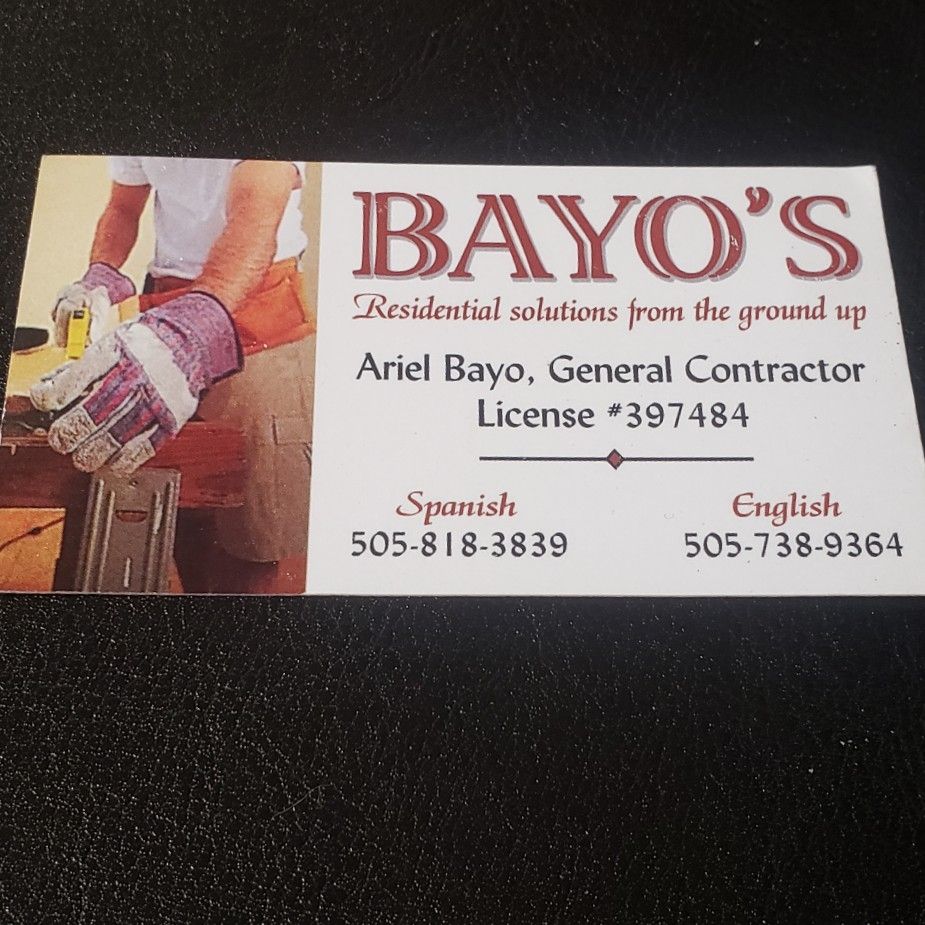 BAYO'S
Residential solutions from the ground up
Ariel Bayo, General Contractor
License #397484
Spanish
505-818-3839
English
505-738-9364